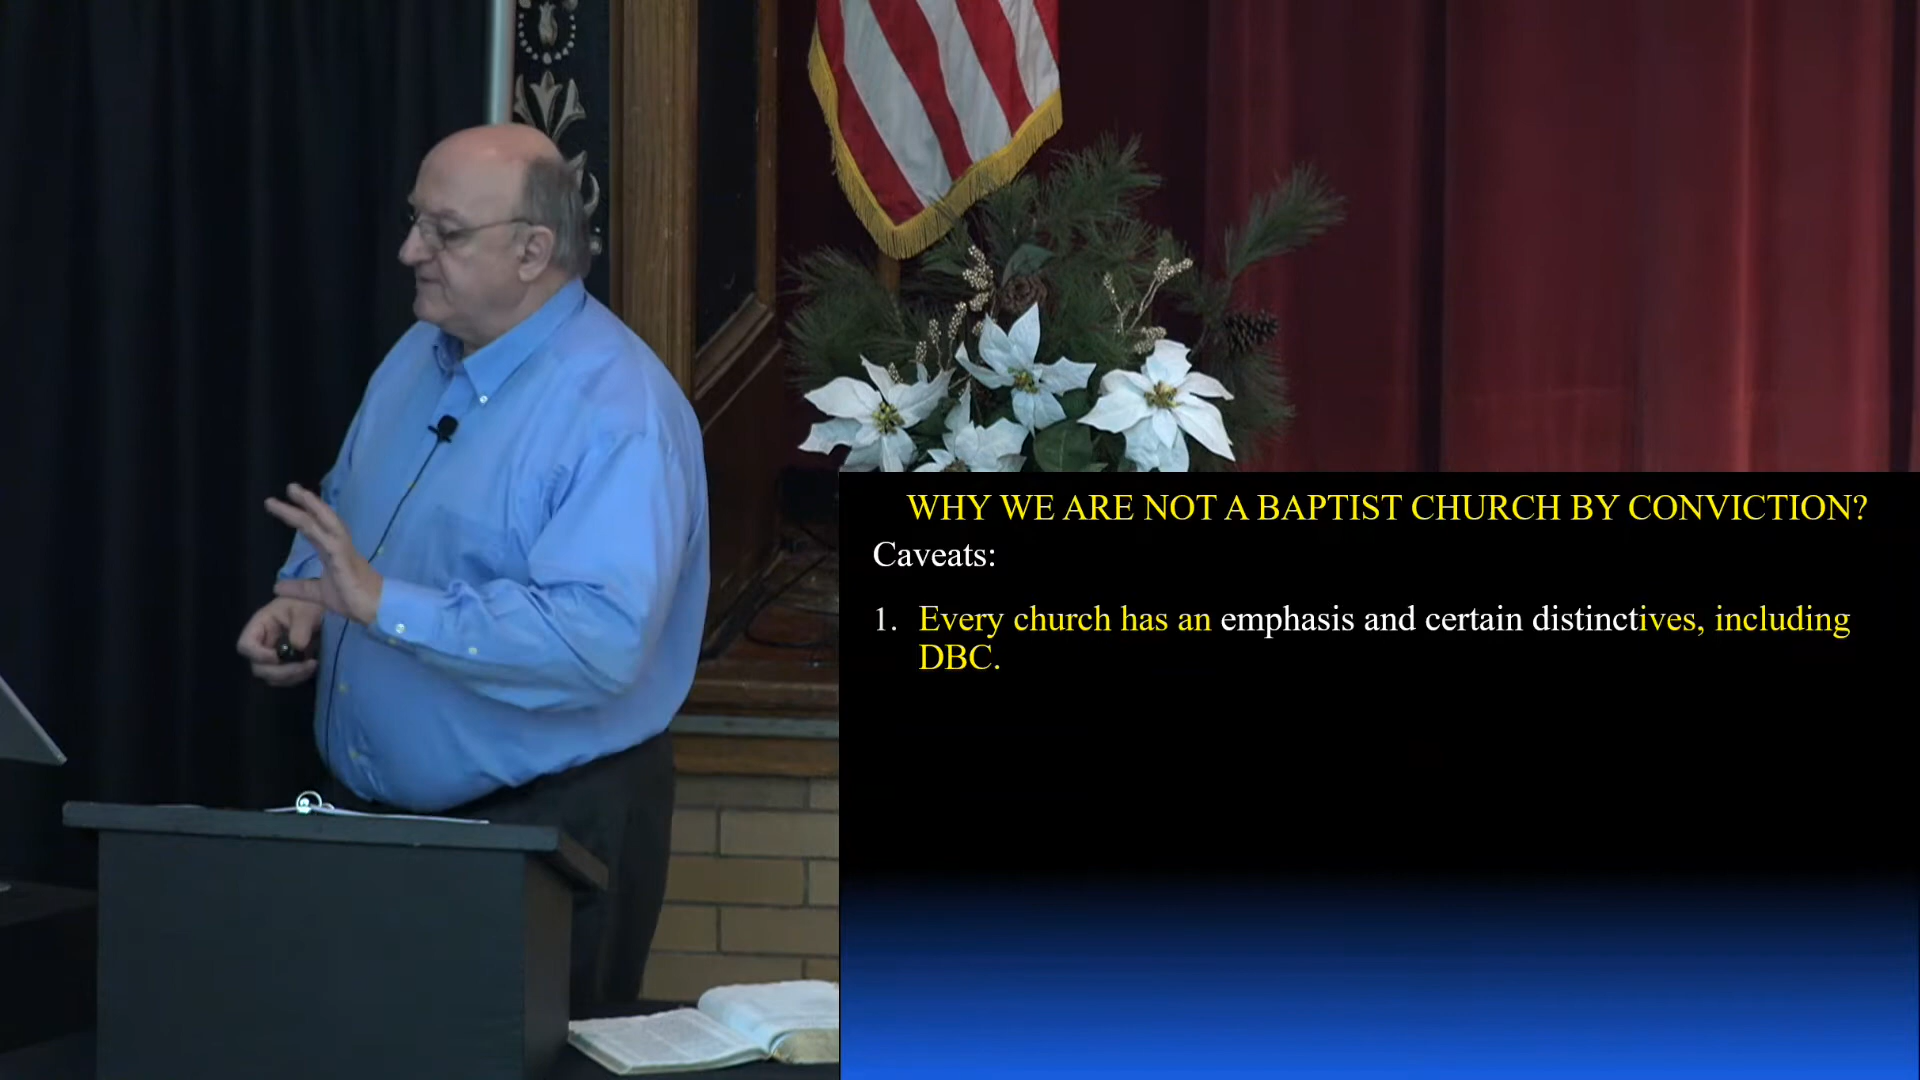 WHY WE ARE NOT A BAPTIST CHURCH BY CONVICTION?
Caveats:
1. Every church has an emphasis and certain distinctives, including
DBC.